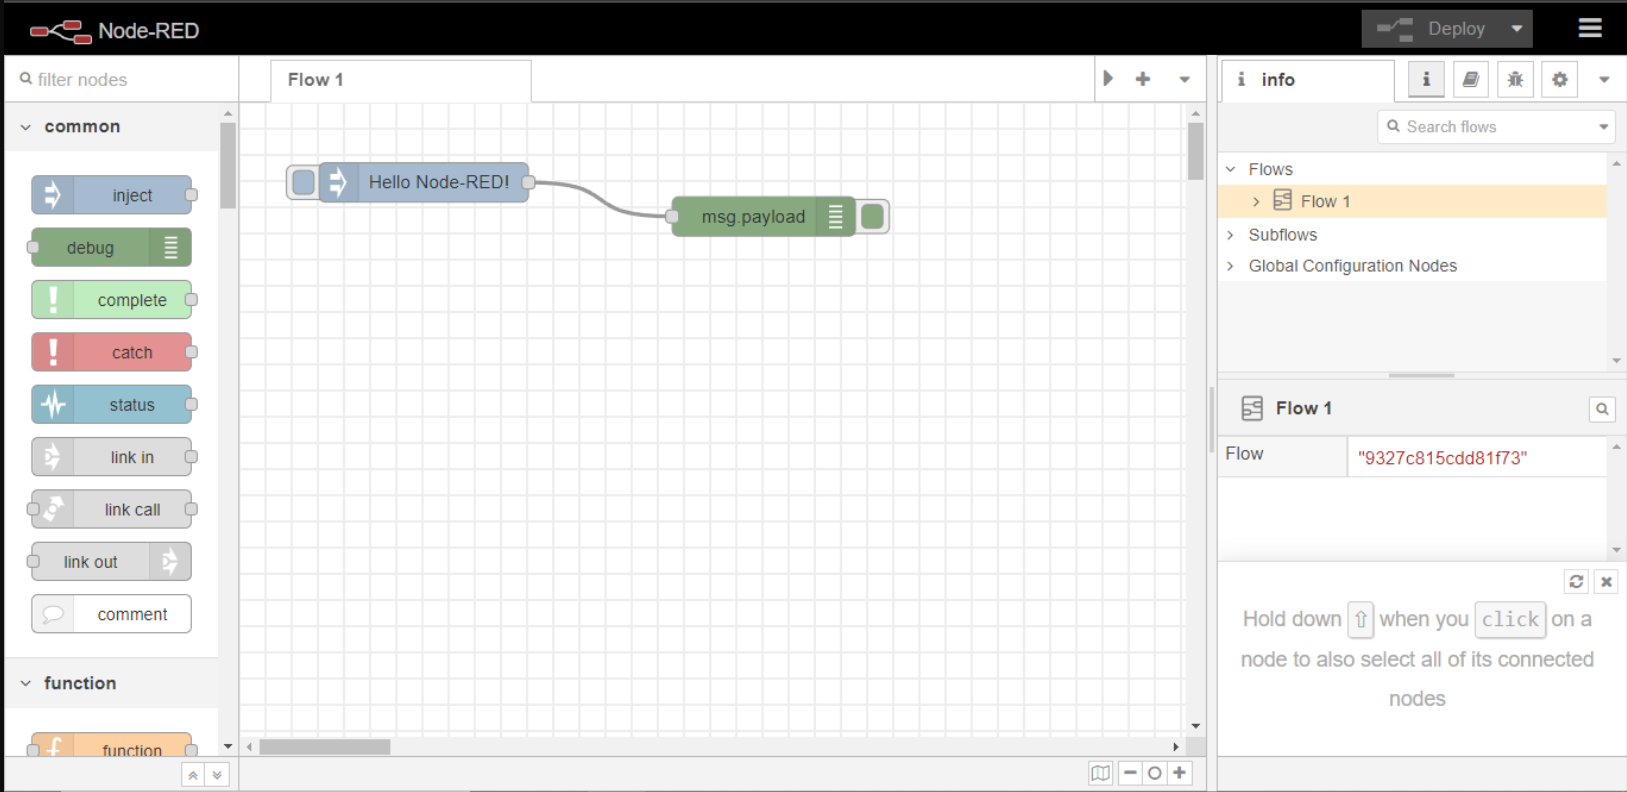 Node-RED
Deploy
filter nodes
Flow 1
info
i
common
Search flows
inject
debug
complete
catch
status
link in
link call
link out
comment
function
function
Hello Node-RED!
msg.payload
Flows
Flow 1
Subflows
Global Configuration Nodes
Flow 1
Flow "9327c815cdd81f73"
Hold down ⇧ when you click on a
node to also select all of its connected
nodes